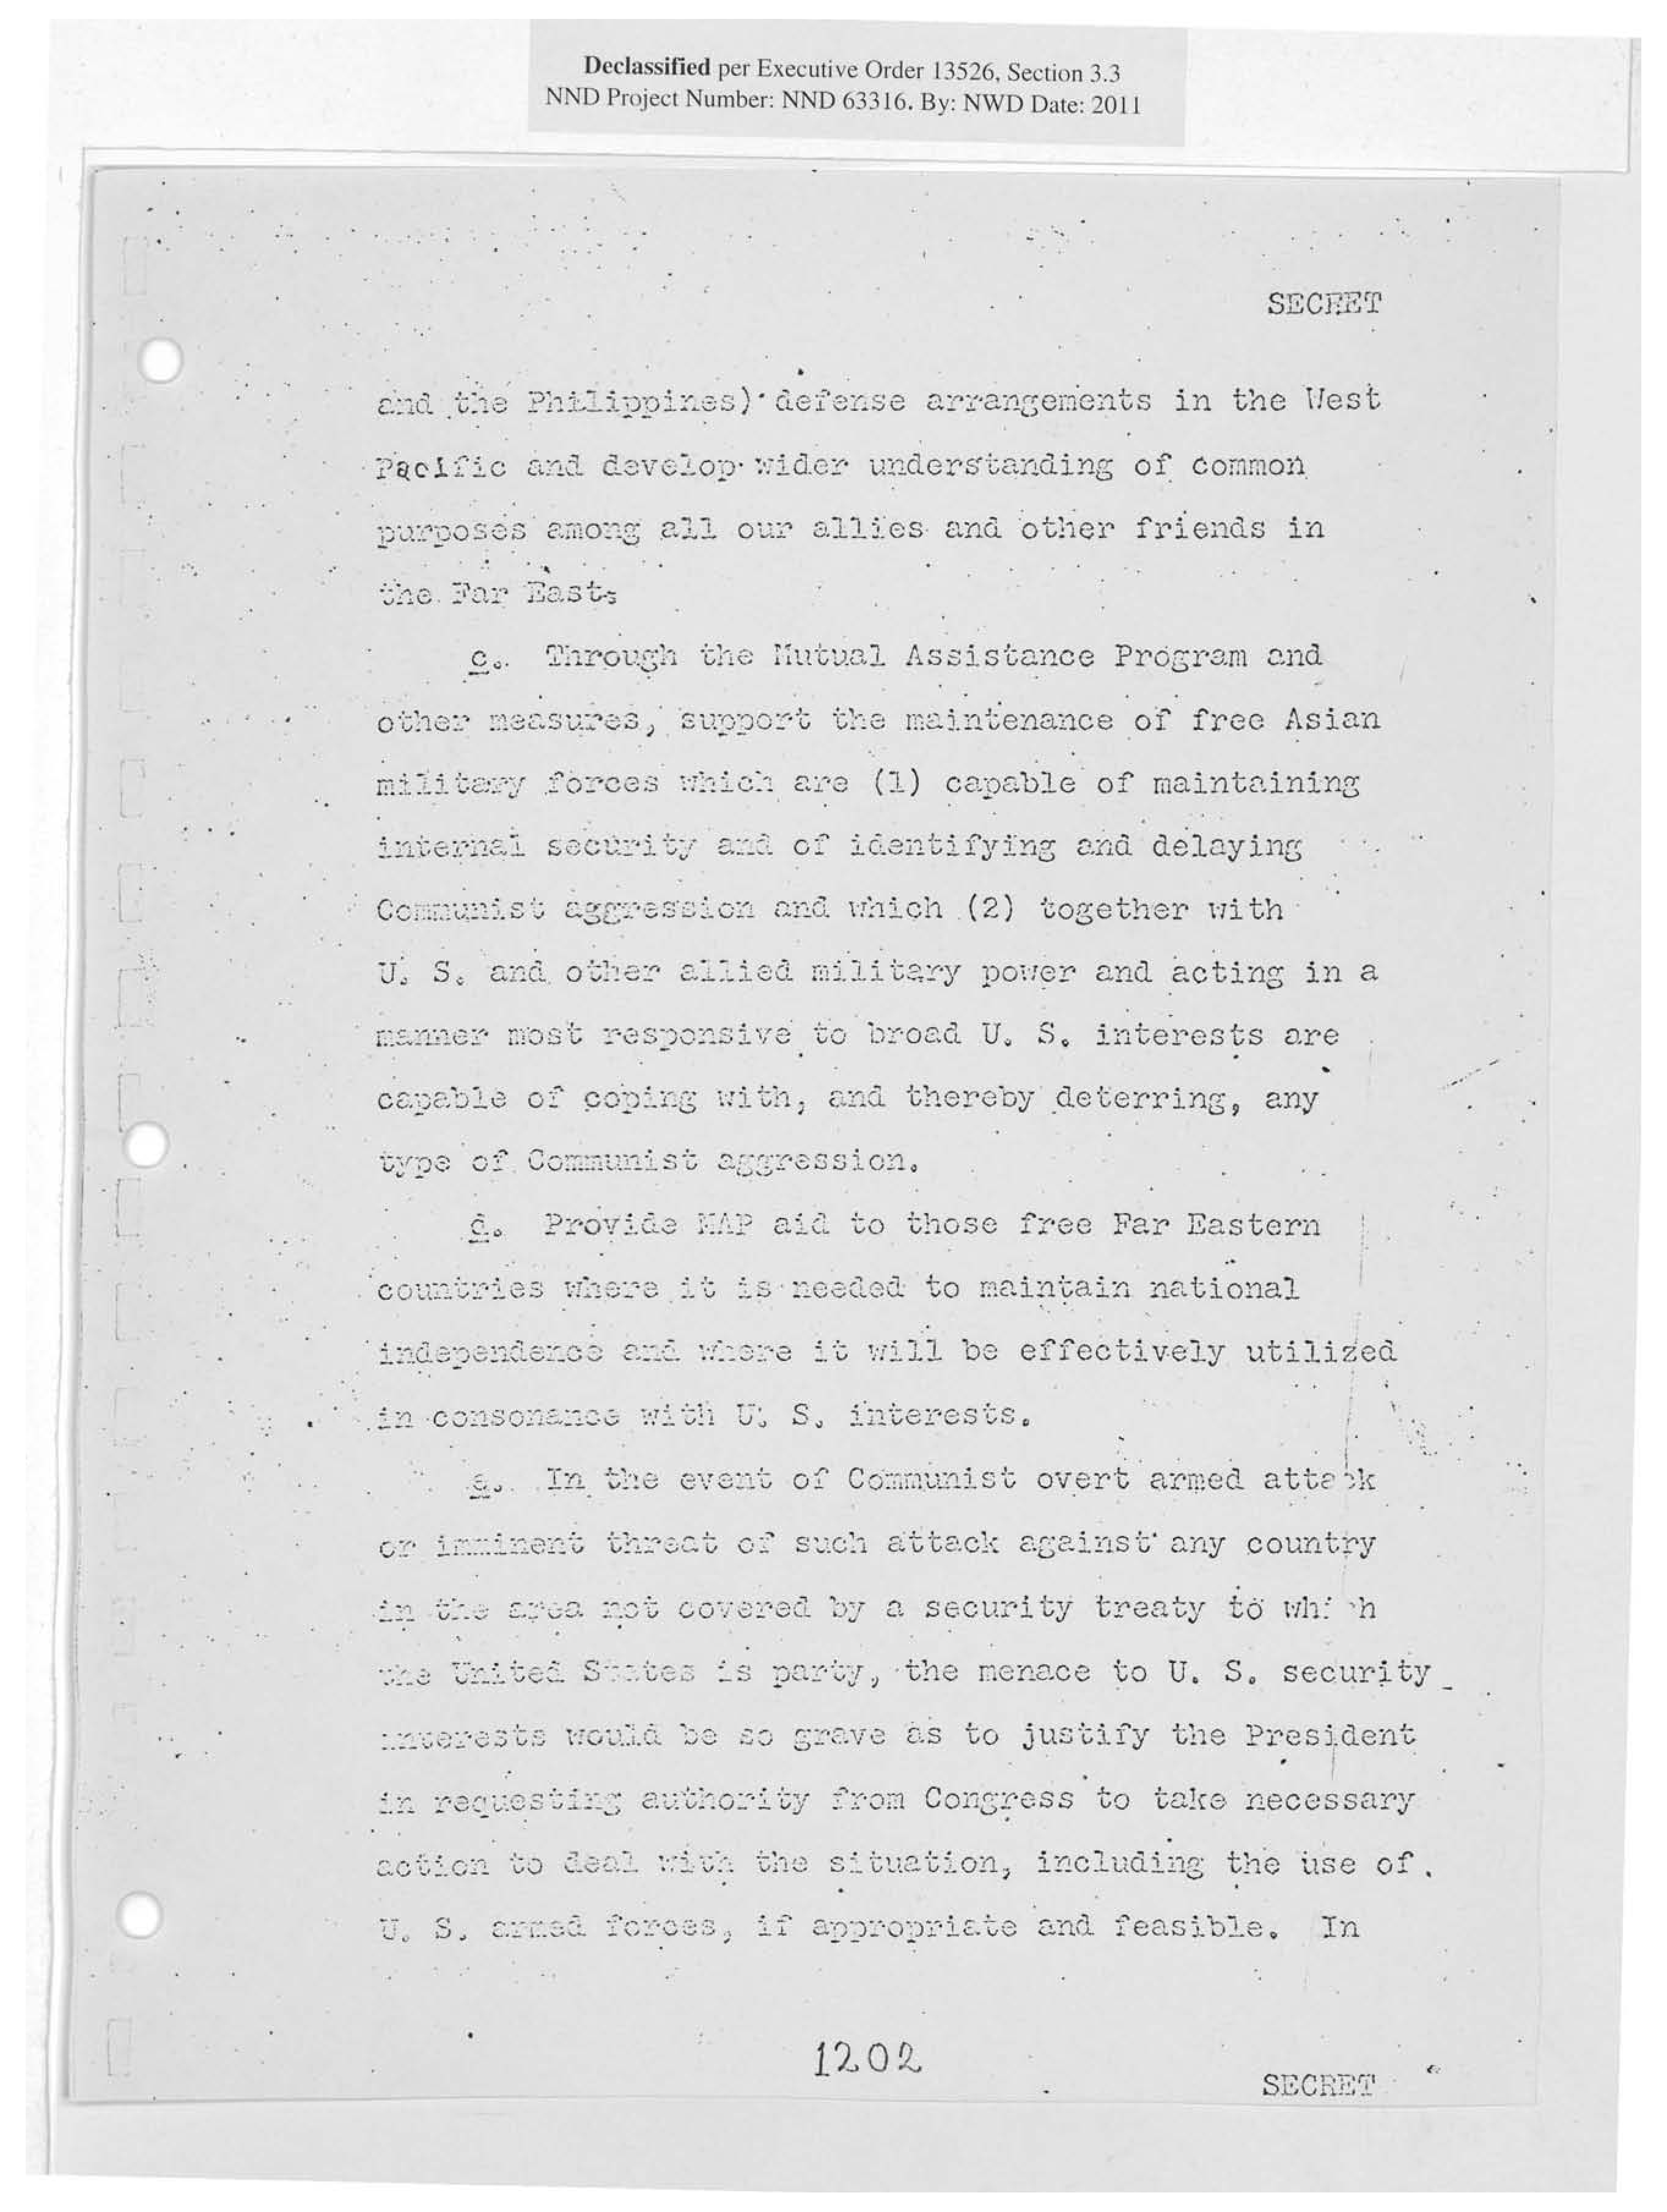 Declassified per Executive Order 13526, Section 3.3
NND Project Number: NND 63316. By: NWD Date: 2011
SECRET
and the Philippines) defense arrangements in the West
Pacific and develop wider understanding of common
purposes among all our allies and other friends in
the Far East.
c. Through the Mutual Assistance Program and
other measures, support the maintenance of free Asian
military forces which are (1) capable of maintaining
internal security and of identifying and delaying
Communist aggression and which (2) together with
U. S. and other allied military power and acting in a
manner most responsive to broad U. S. interests are
capable of coping with, and thereby deterring, any
type of Communist aggression.
d. Provide MAP aid to those free Far Eastern
countries where it is needed to maintain national
independence and where it will be effectively utilized
in consonance with U. S. interests.
e. In the event of Communist overt armed attack
or imminent threat of such attack against any country
in the area not covered by a security treaty to which
the United States is party, the menace to U. S. security
interests would be so grave as to justify the President
in requesting authority from Congress to take necessary
action to deal with the situation, including the use of
U. S. armed forces, if appropriate and feasible. In
1202
SECRET